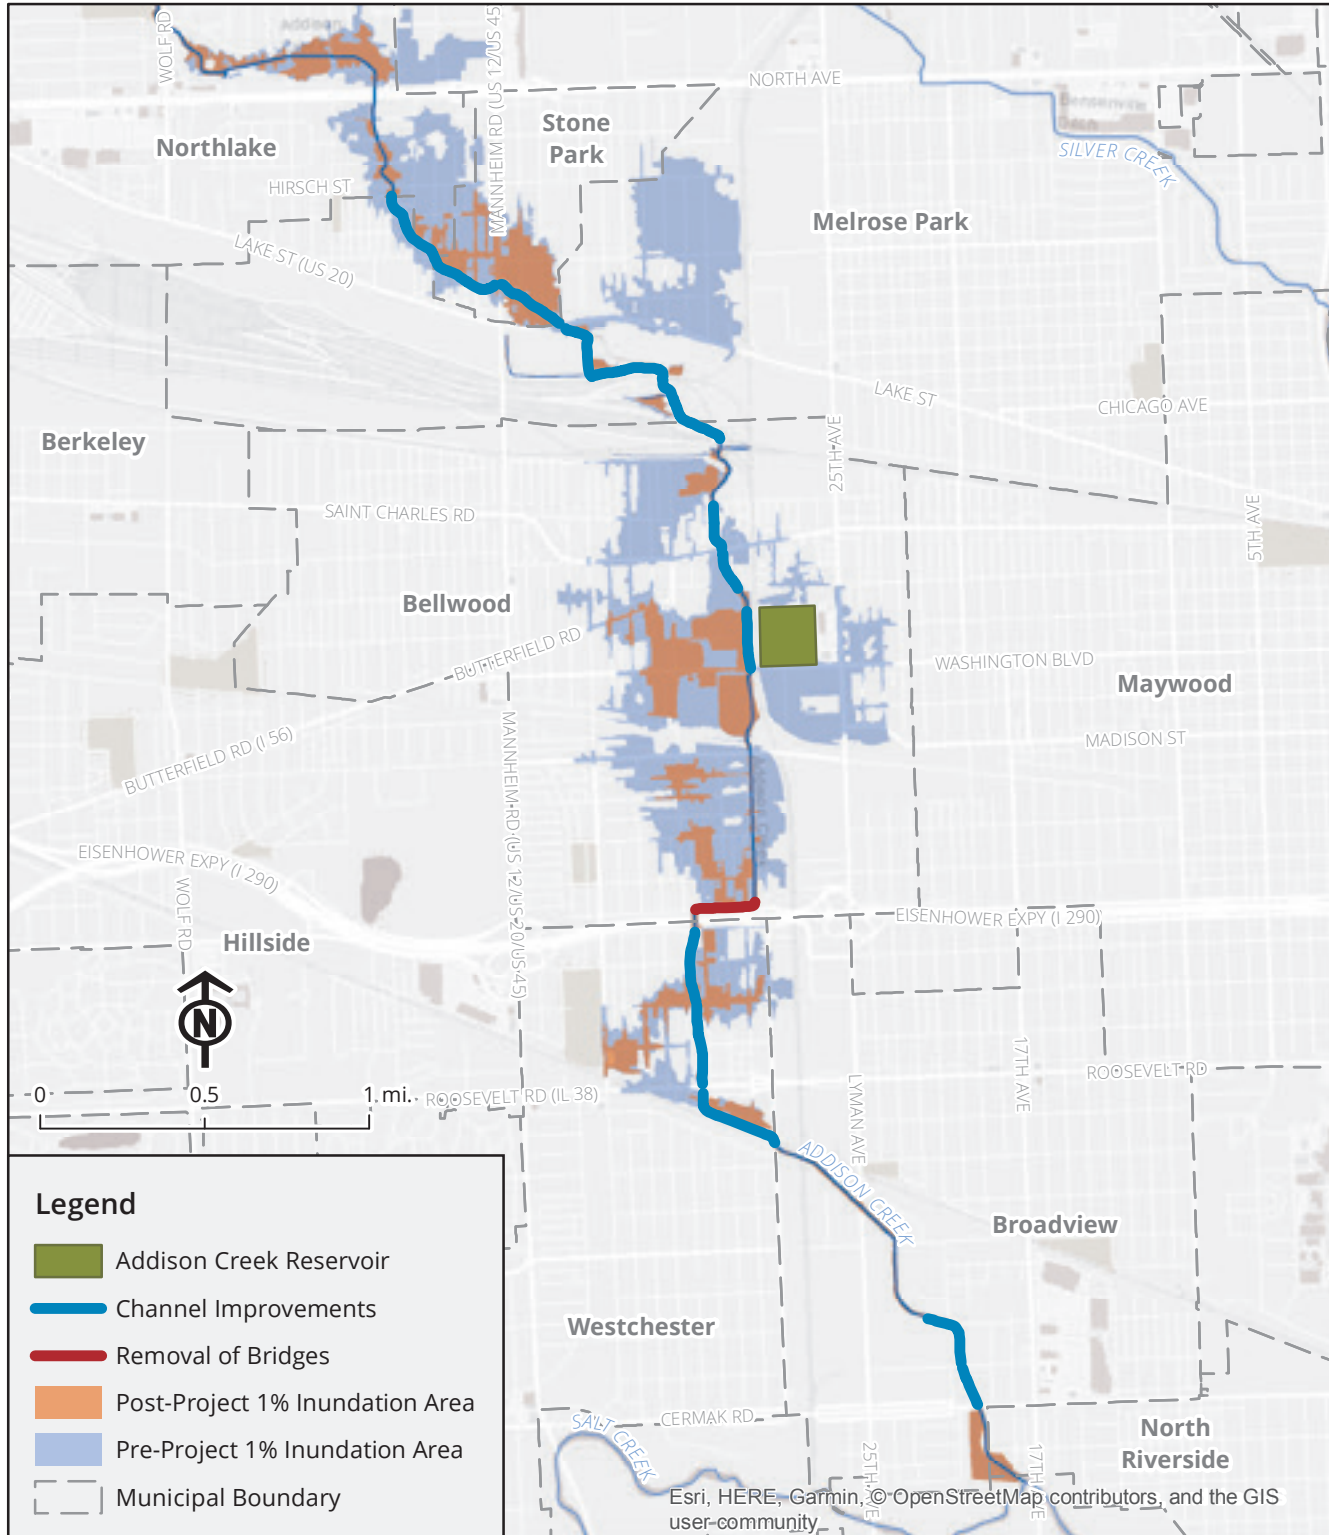 WOLF RD
Addison
MANNHEIM RD (US 12/US 45
NORTH AVE
Stone
Park
Northlake
Bensenville
Ditch
SILVER CREEK
HIRSCH ST
Melrose Park
LAKE ST (US 20)
LAKE ST
CHICAGO AVE
25TH AVE
Berkeley
SAINT CHARLES RD
5TH AVE
Bellwood
BUTTERFIELD RD
WASHINGTON BLVD
Maywood
MADISON ST
BUTTERFIELD RD (I 56)
MANNHEIM RD (US 12/US 20/US 45)
EISENHOWER EXPY (I 290)
WOLF RD
EISENHOWER EXPY (I 290)
Hillside
N
17TH AVE
ROOSEVELT RD
0 0.5 1 mi.
ROOSEVELT RD (IL 38)
LYMAN AVE
ADDISON CREEK
Broadview
Legend
Addison Creek Reservoir
Channel Improvements
Removal of Bridges
Post-Project 1% Inundation Area
Pre-Project 1% Inundation Area
Municipal Boundary
Westchester
CERMAK RD
SALT CREEK
North
Riverside
25TH AVE
17TH
Esri, HERE, Garmin, © OpenStreetMap contributors, and the GIS
user community